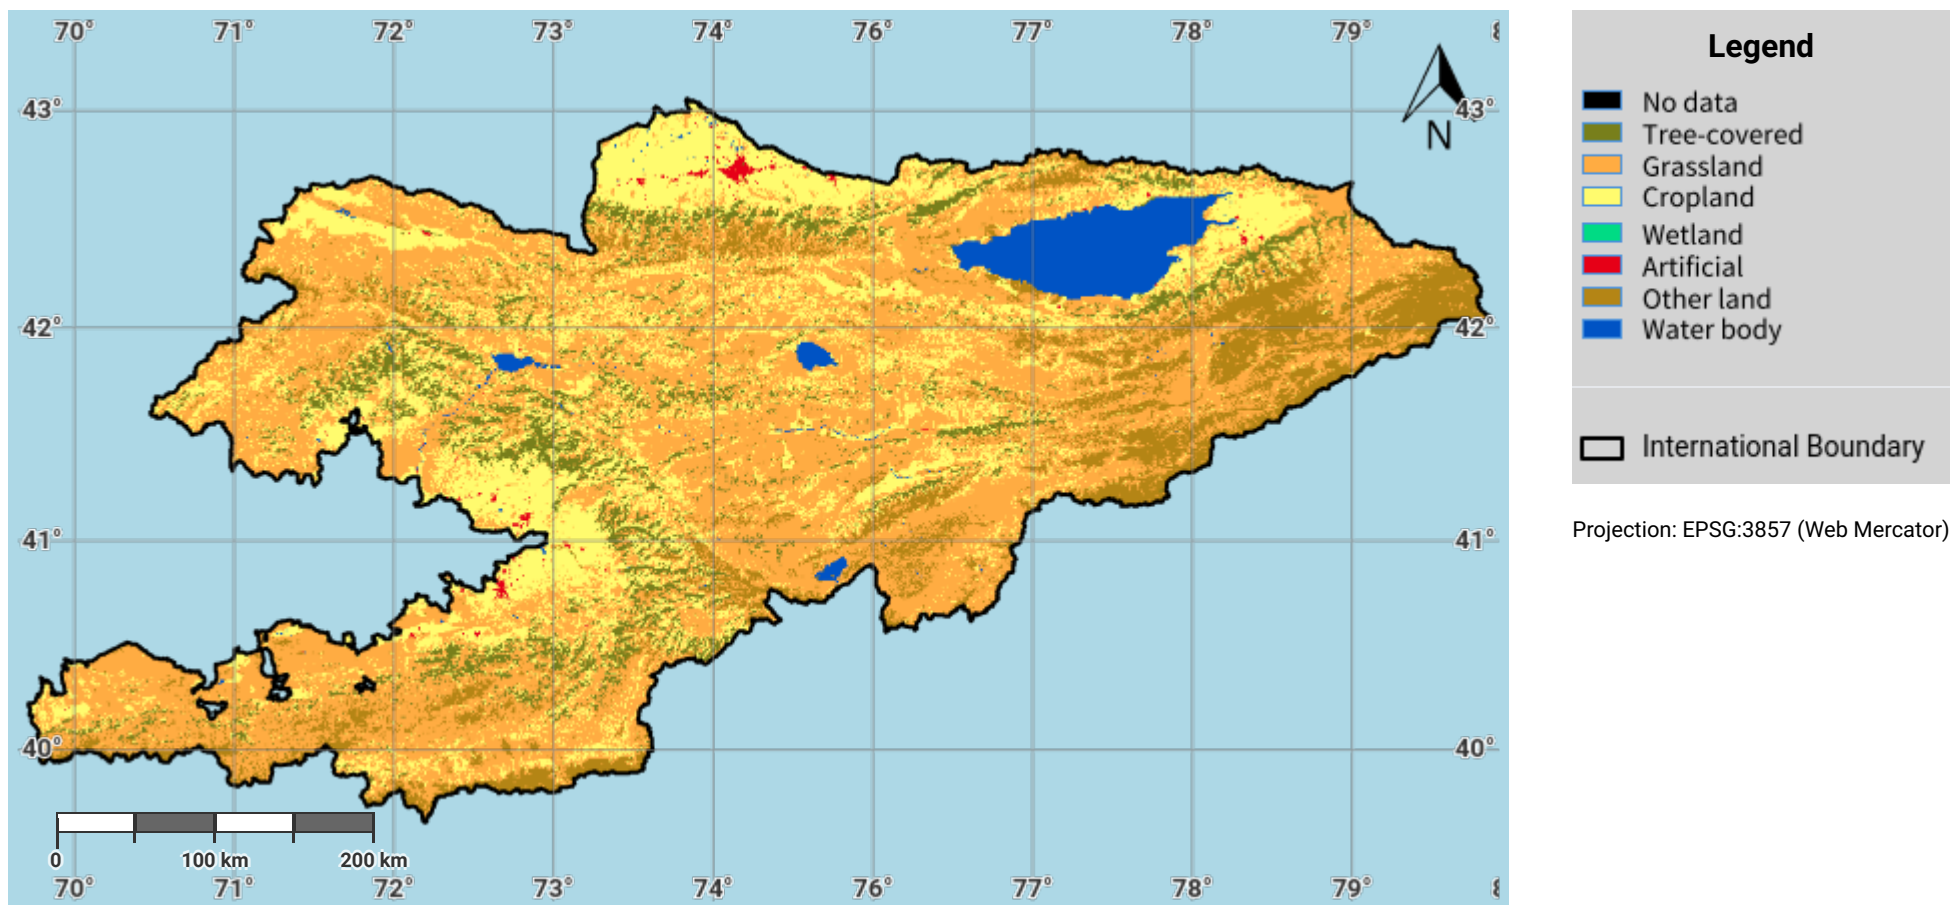 70° 71° 72° 73° 74° 76° 77° 78° 79° 8
Legend
43° 43°
N
No data
Tree-covered
Grassland
Cropland
Wetland
Artificial
Other land
Water body
42° 42°
International Boundary
Projection: EPSG:3857 (Web Mercator)
41° 41°
40° 40°
0 100 km 200 km
70° 71° 72° 73° 74° 76° 77° 78° 79° 8